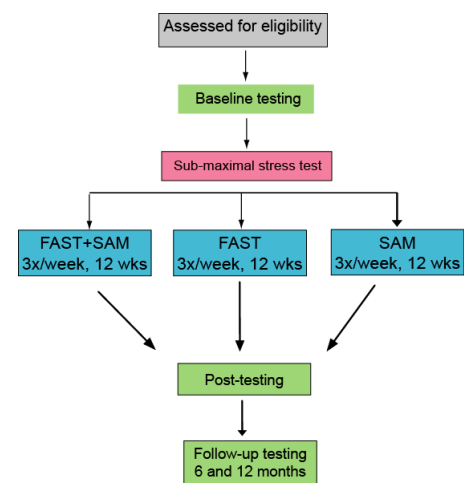 Assessed for eligibility
Baseline testing
Sub-maximal stress test
FAST+SAM
3x/week, 12 wks
FAST
3x/week, 12 wks
SAM
3x/week, 12 wks
Post-testing
Follow-up testing
6 and 12 months